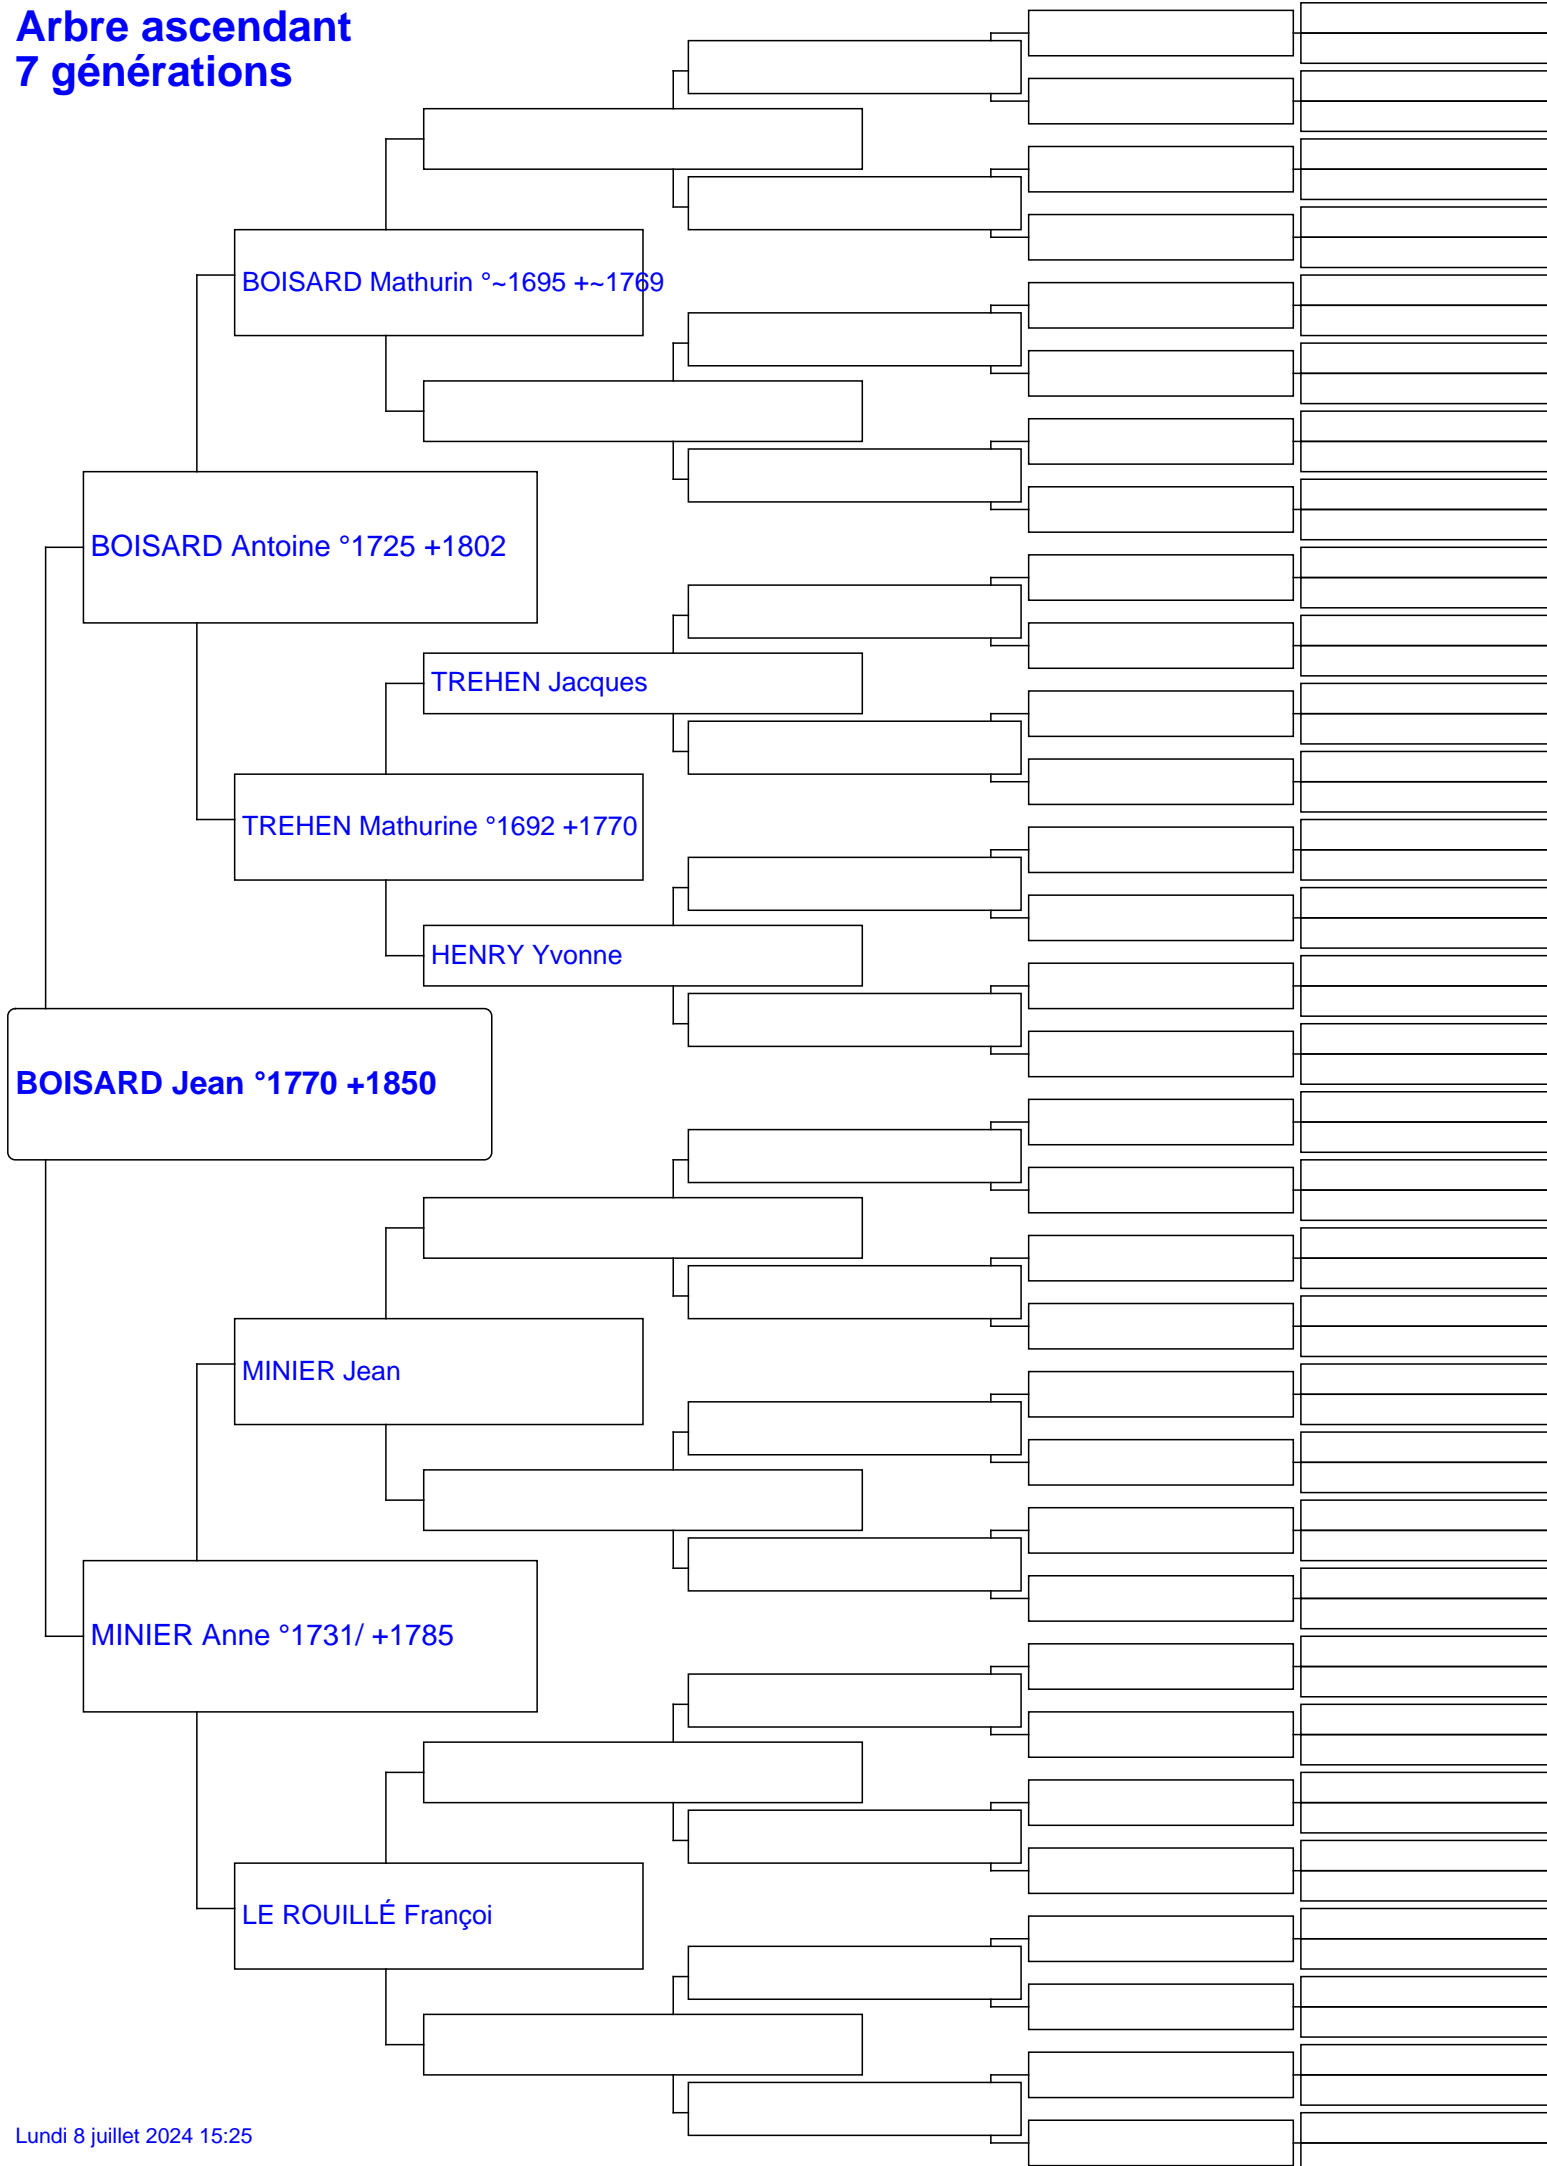 Arbre ascendant
7 générations
BOISARD Mathurin °~1695 +~1769
BOISARD Antoine °1725 +1802
TREHEN Jacques
TREHEN Mathurine °1692 +1770
HENRY Yvonne
BOISARD Jean °1770 +1850
MINIER Jean
MINIER Anne °1731/ +1785
LE ROUILLÉ Françoi
Lundi 8 juillet 2024 15:25